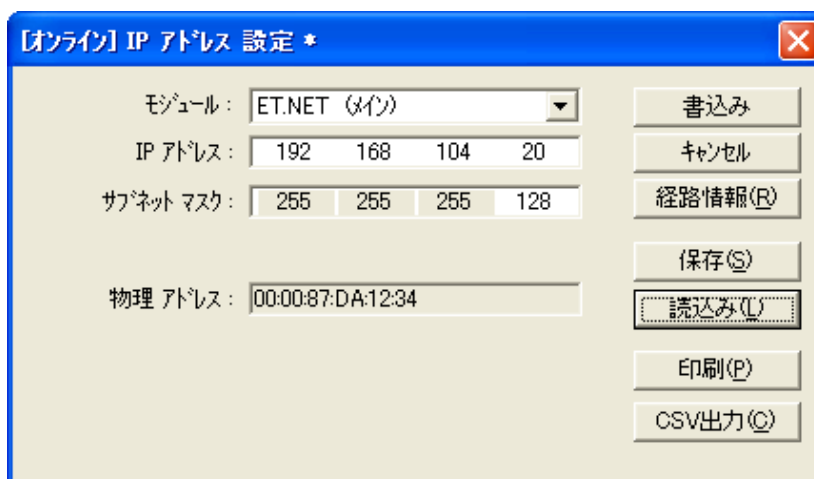 [オンライン] IP アドレス 設定 *
モジュール : ET.NET （メイン）
書込み
IP アドレス : 192 168 104 20
キャンセル
サブネット マスク : 255 255 255 128
経路情報(R)
保存(S)
物理 アドレス : 00:00:87:DA:12:34
読込み(L)
印刷(P)
CSV出力(C)